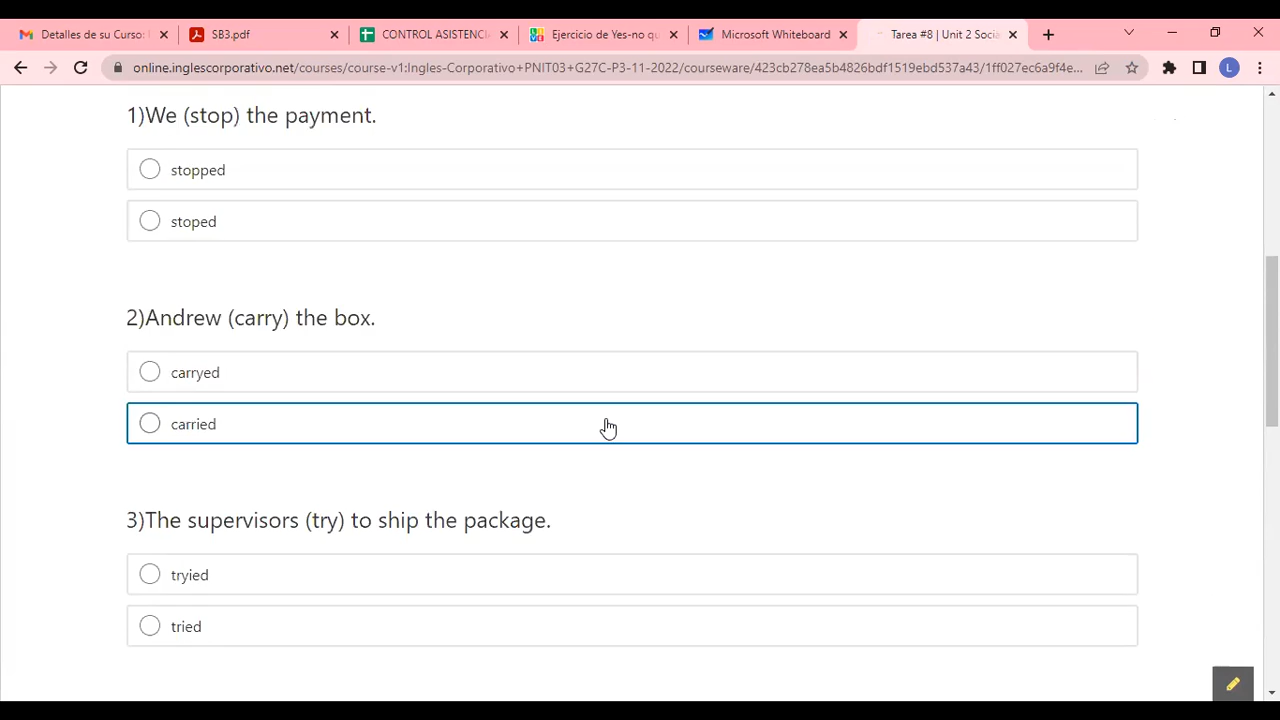 Detalles de su Curso:
SB3.pdf
CONTROL ASISTENCI
Ejercicio de Yes-no qu
Microsoft Whiteboard
Tarea #8 | Unit 2 Socia
online.inglescorporativo.net/courses/course-v1:Ingles-Corporativo+PNIT03+G27C-P3-11-2022/courseware/423cb278ea5b4826bdf1519ebd537a43/1ff027ec6a9f4e...
L
1)We (stop) the payment.
stopped
stoped
2)Andrew (carry) the box.
carryed
carried
3)The supervisors (try) to ship the package.
tryied
tried